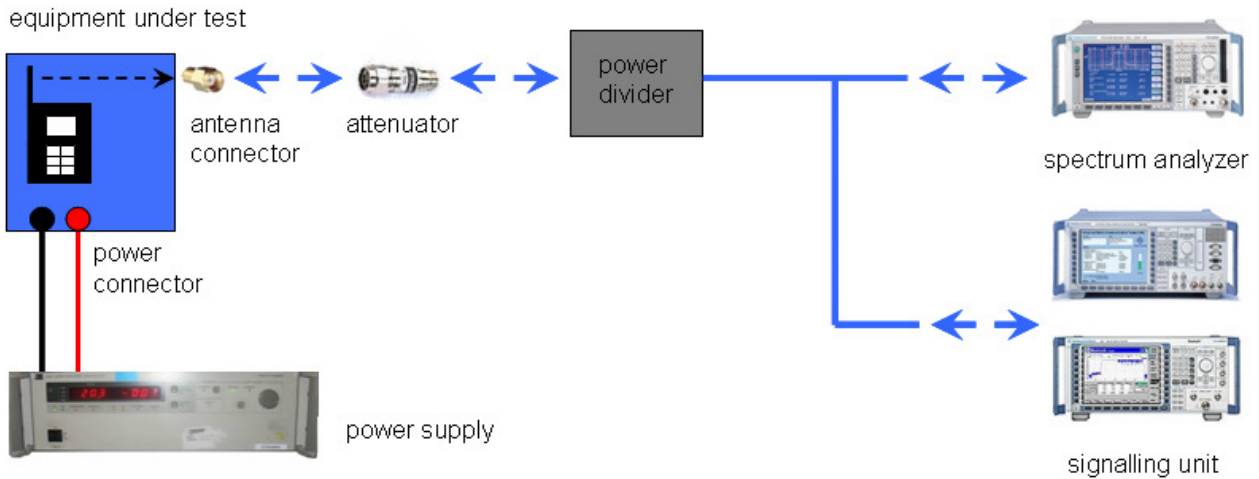 equipment under test
power
divider
antenna
connector
attenuator
spectrum analyzer
power
connector
power supply
signalling unit